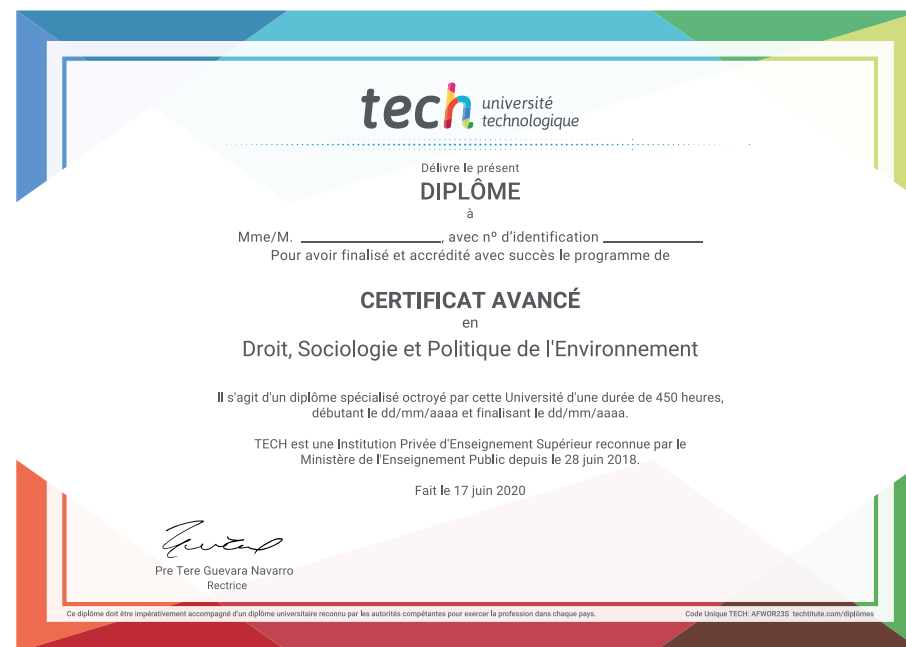 tech université
technologique
Délivre le présent
DIPLÔME
à
Mme/M. ____________________, avec nº d'identification ______________
Pour avoir finalisé et accrédité avec succès le programme de
CERTIFICAT AVANCÉ
en
Droit, Sociologie et Politique de l'Environnement
Il s'agit d'un diplôme spécialisé octroyé par cette Université d'une durée de 450 heures,
débutant le dd/mm/aaaa et finalisant le dd/mm/aaaa.
TECH est une Institution Privée d'Enseignement Supérieur reconnue par le
Ministère de l'Enseignement Public depuis le 28 juin 2018.
Fait le 17 juin 2020
Pre Tere Guevara Navarro
Rectrice
Ce diplôme doit être impérativement accompagné d'un diplôme universitaire reconnu par les autorités compétantes pour exercer la profession dans chaque pays.
Code Unique TECH: AFWOR23S techtitute.com/diplômes